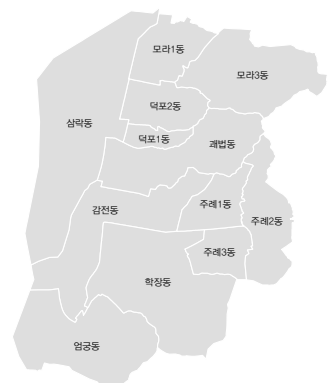 모라1동
모라3동
덕포2동
삼락동
덕포1동
괘법동
감전동
주례1동
주례2동
주례3동
학장동
엄궁동